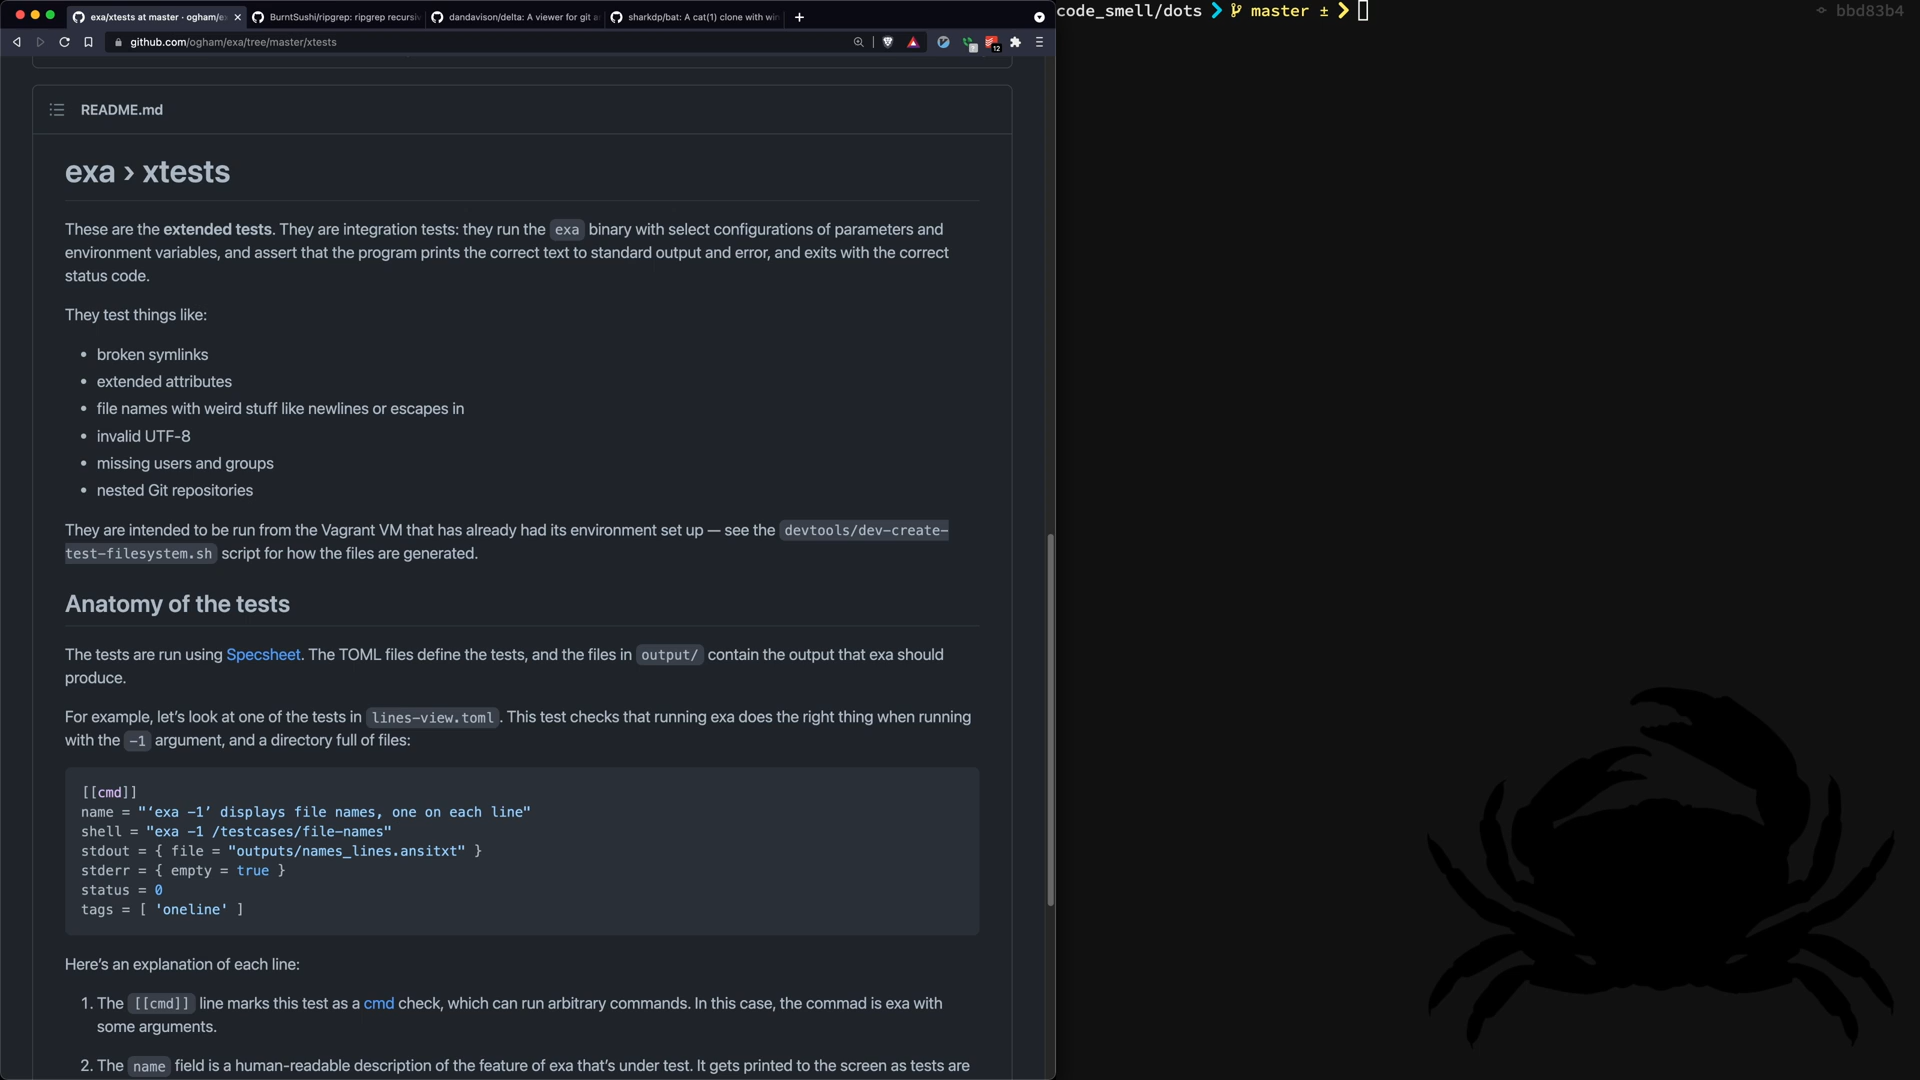 exa/xtests at master · ogham/ex
BurntSushi/ripgrep: ripgrep recursiv
dandavison/delta: A viewer for git a
sharkdp/bat: A cat(1) clone with win
github.com/ogham/exa/tree/master/xtests
12
README.md
exa › xtests
These are the extended tests. They are integration tests: they run the exa binary with select configurations of parameters and
environment variables, and assert that the program prints the correct text to standard output and error, and exits with the correct
status code.
They test things like:
• broken symlinks
• extended attributes
• file names with weird stuff like newlines or escapes in
• invalid UTF-8
• missing users and groups
• nested Git repositories
They are intended to be run from the Vagrant VM that has already had its environment set up — see the devtools/dev-create-
test-filesystem.sh script for how the files are generated.
Anatomy of the tests
The tests are run using Specsheet. The TOML files define the tests, and the files in output/ contain the output that exa should
produce.
For example, let’s look at one of the tests in lines-view.toml. This test checks that running exa does the right thing when running
with the -1 argument, and a directory full of files:
[[cmd]]
name = "‘exa -1’ displays file names, one on each line"
shell = "exa -1 /testcases/file-names"
stdout = { file = "outputs/names_lines.ansitxt" }
stderr = { empty = true }
status = 0
tags = [ 'oneline' ]
Here’s an explanation of each line:
1. The [[cmd]] line marks this test as a cmd check, which can run arbitrary commands. In this case, the commad is exa with
some arguments.
2. The name field is a human-readable description of the feature of exa that’s under test. It gets printed to the screen as tests are
code_smell/dots ❯ master ± ❯
bbd83b4